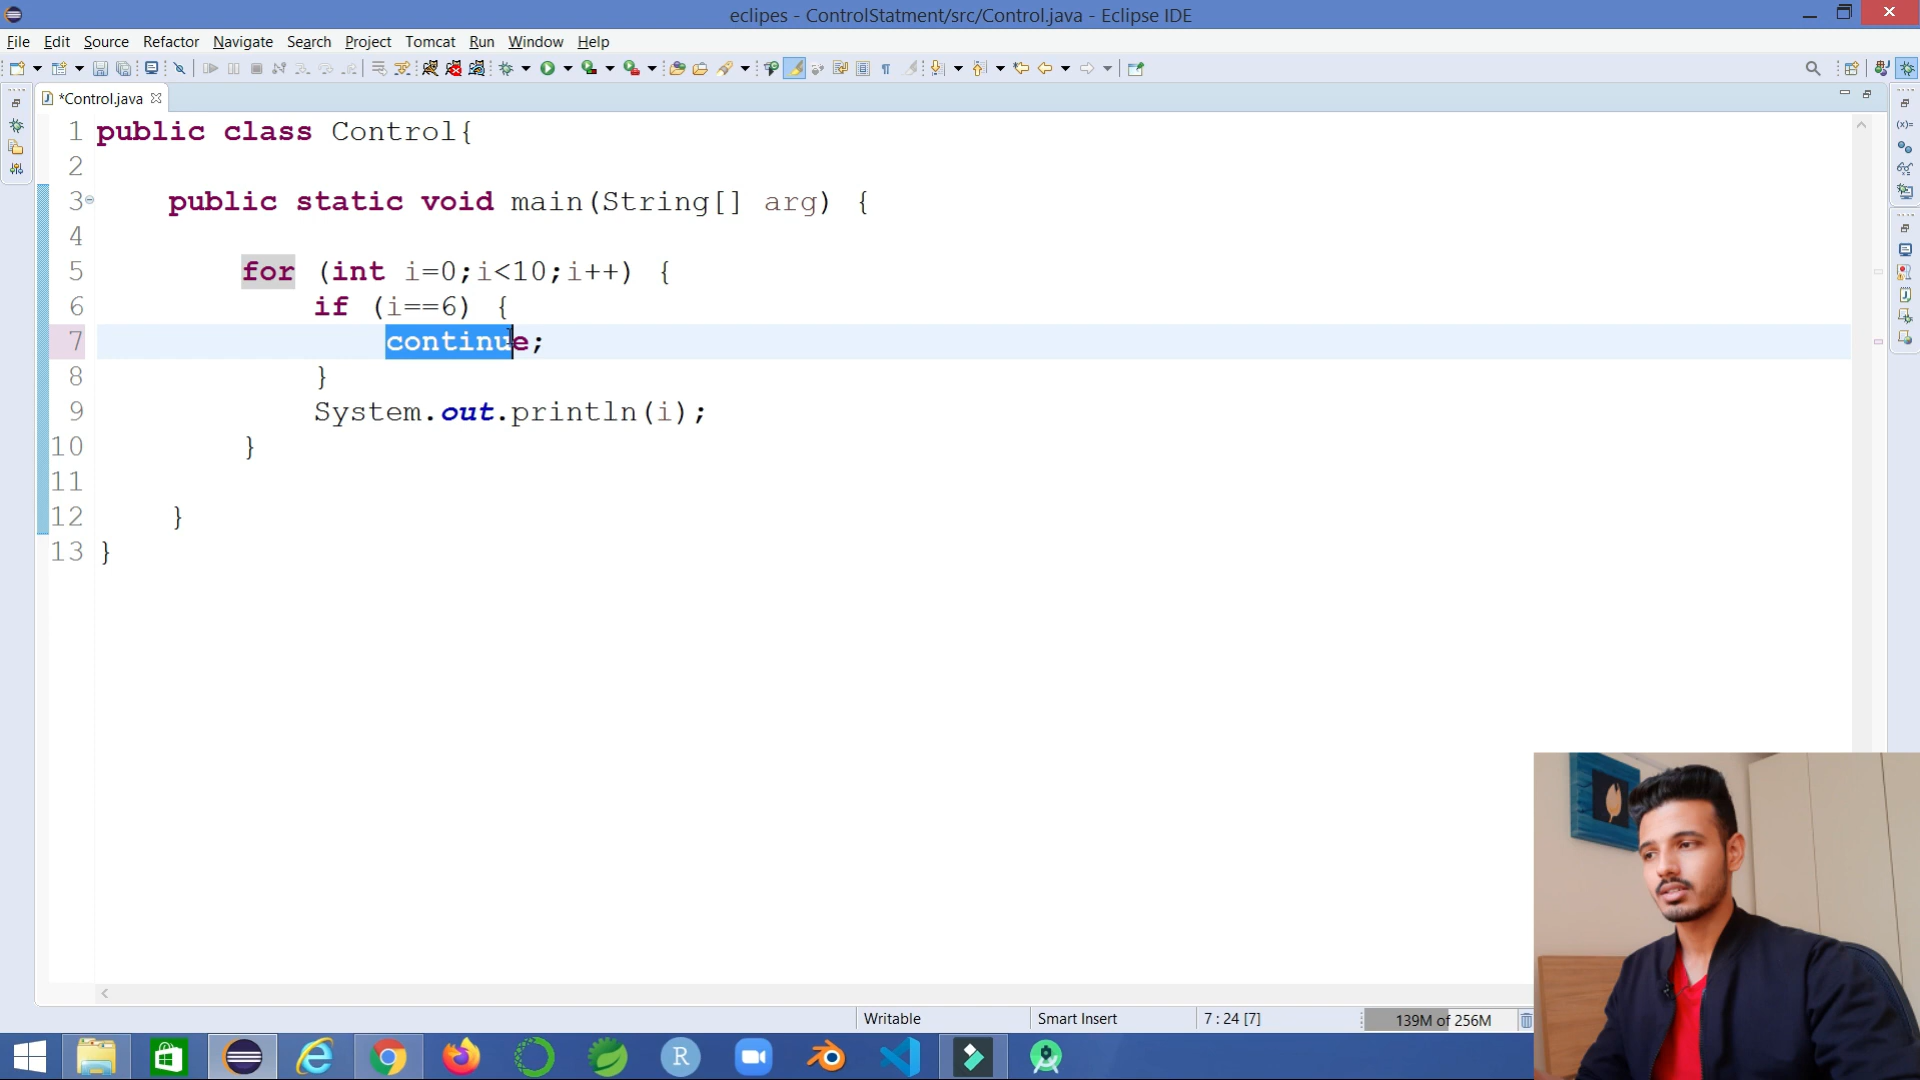 eclipes - ControlStatment/src/Control.java - Eclipse IDE
File Edit Source Refactor Navigate Search Project Tomcat Run Window Help
*Control.java
1 public class Control{
2
3 public static void main(String[] arg) {
4
5 for (int i=0;i<10;i++) {
6 if (i==6) {
7 continue;
8 }
9 System.out.println(i);
10 }
11
12 }
13 }
Writable Smart Insert 7 : 24 [7] 139M of 256M